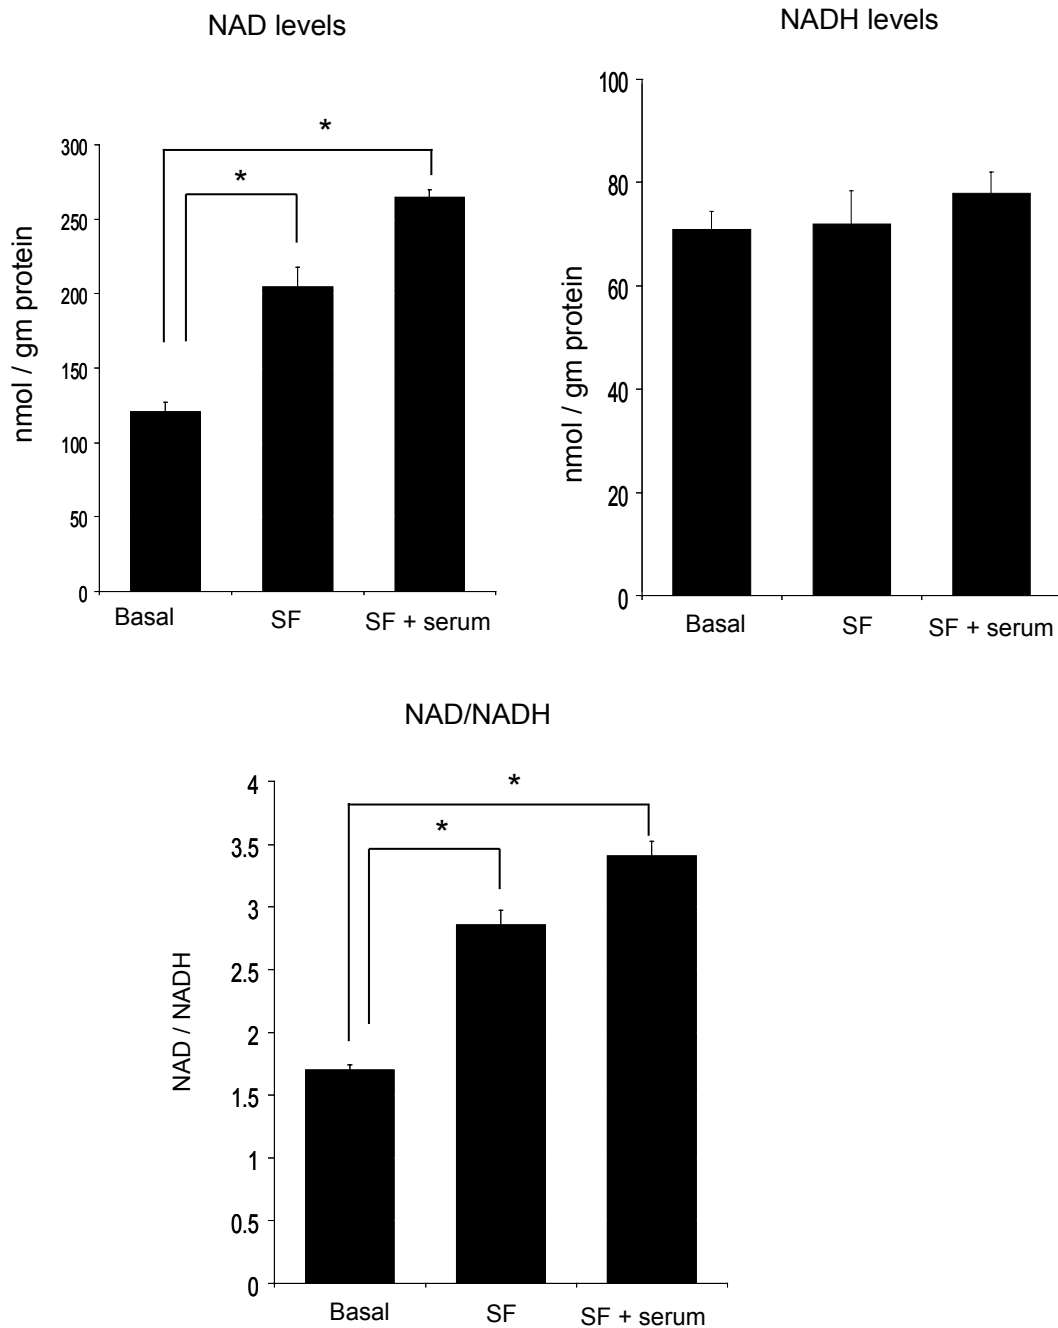 NAD levels
nmol / gm protein
300
250
200
150
100
50
0
*
*
Basal
SF
SF + serum
NADH levels
nmol / gm protein
100
80
60
40
20
0
Basal
SF
SF + serum
NAD/NADH
NAD / NADH
4
3.5
3
2.5
2
1.5
1
0.5
0
*
*
Basal
SF
SF + serum